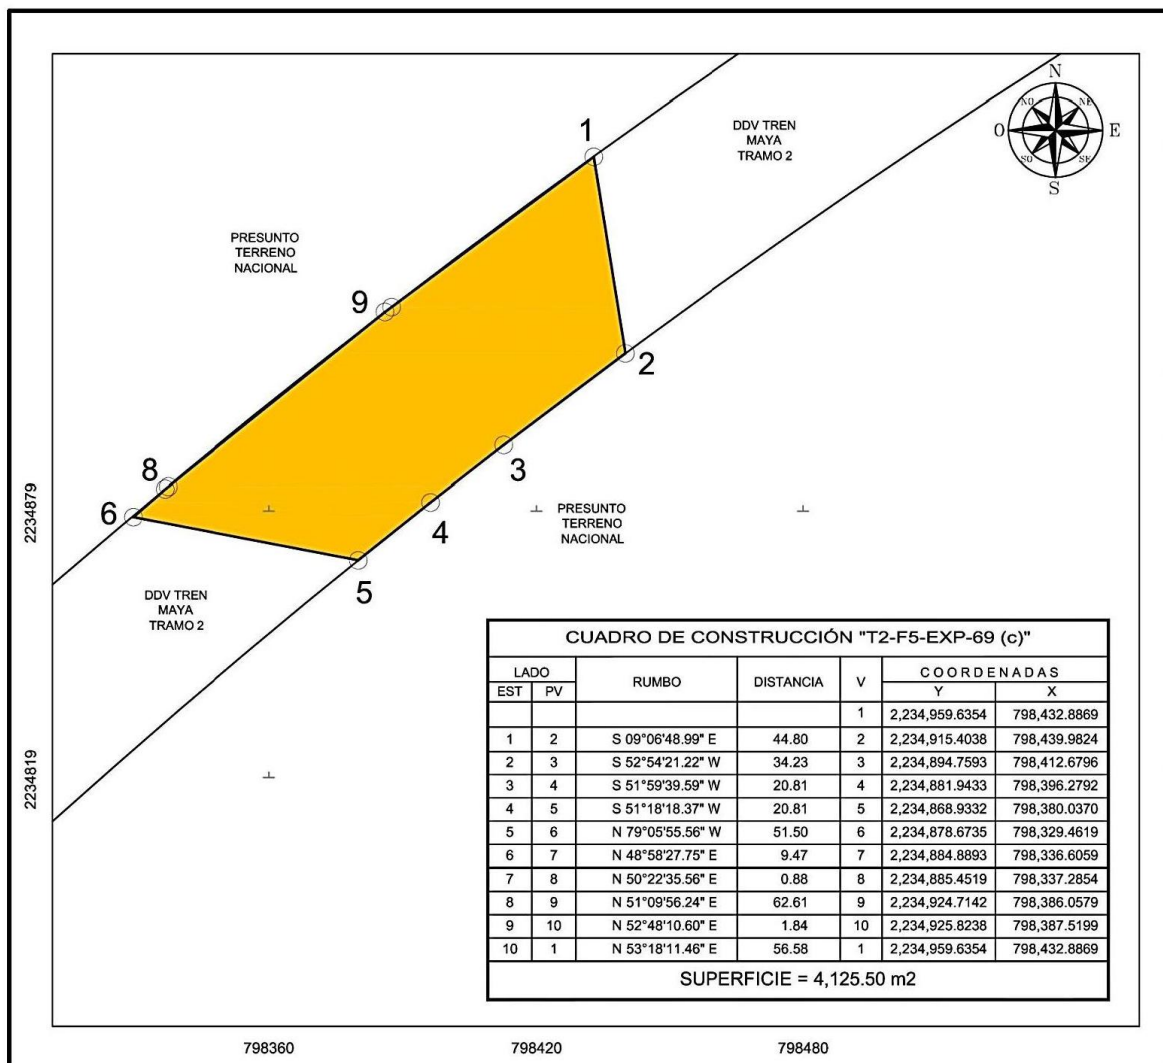 N
NO
NE
O
E
SO
SE
S
1
DDV TREN
MAYA
TRAMO 2
PRESUNTO
TERRENO
NACIONAL
9
2
3
8
4
6
PRESUNTO
TERRENO
NACIONAL
5
DDV TREN
MAYA
TRAMO 2
2234879
2234819
CUADRO DE CONSTRUCCIÓN "T2-F5-EXP-69 (c)"
LADO RUMBO DISTANCIA V COORDENADAS
EST PV Y X
1 2,234,959.6354 798,432.8869
1 2 S 09°06'48.99" E 44.80 2 2,234,915.4038 798,439.9824
2 3 S 52°54'21.22" W 34.23 3 2,234,894.7593 798,412.6796
3 4 S 51°59'39.59" W 20.81 4 2,234,881.9433 798,396.2792
4 5 S 51°18'18.37" W 20.81 5 2,234,868.9332 798,380.0370
5 6 N 79°05'55.56" W 51.50 6 2,234,878.6735 798,329.4619
6 7 N 48°58'27.75" E 9.47 7 2,234,884.8893 798,336.6059
7 8 N 50°22'35.56" E 0.88 8 2,234,885.4519 798,337.2854
8 9 N 51°09'56.24" E 62.61 9 2,234,924.7142 798,386.0579
9 10 N 52°48'10.60" E 1.84 10 2,234,925.8238 798,387.5199
10 1 N 53°18'11.46" E 56.58 1 2,234,959.6354 798,432.8869
SUPERFICIE = 4,125.50 m2
798360
798420
798480